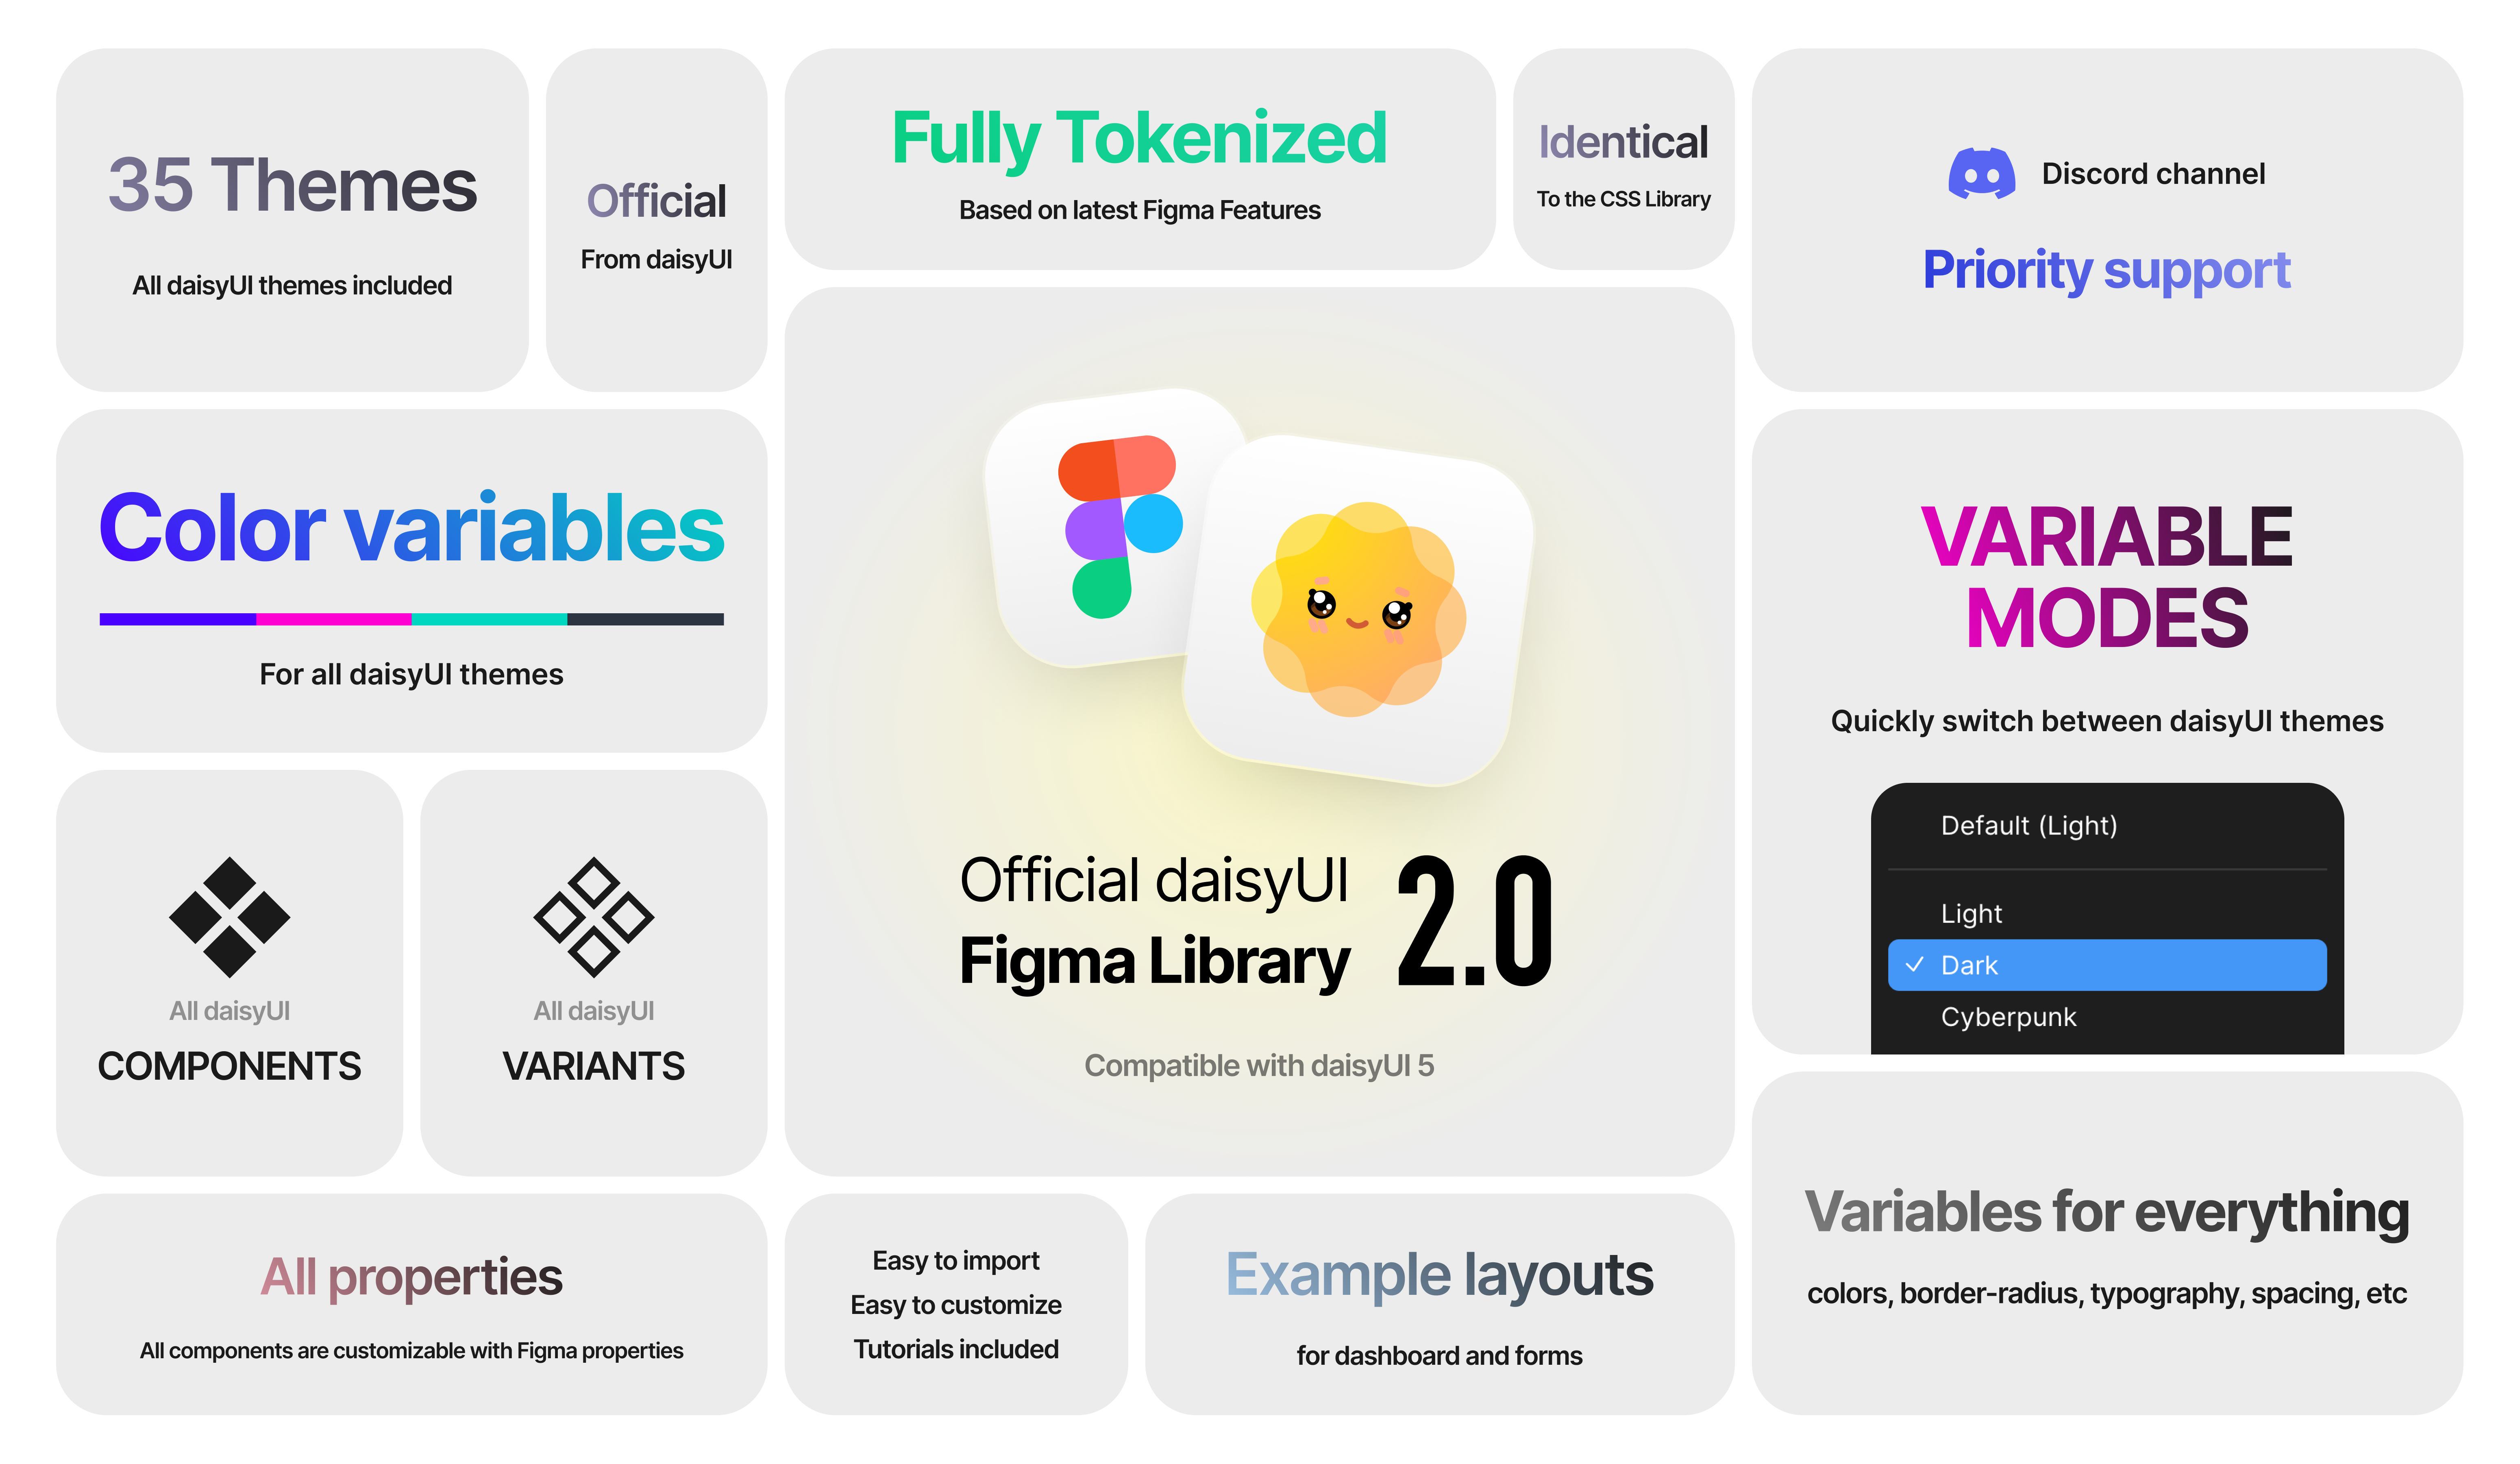 35 Themes
All daisyUI themes included
Official
From daisyUI
Fully Tokenized
Based on latest Figma Features
Identical
To the CSS Library
Discord channel
Priority support
Color variables
For all daisyUI themes
VARIABLE
MODES
Quickly switch between daisyUI themes
Default (Light)
Light
Dark
Cyberpunk
Official daisyUI
Figma Library
2.0
Compatible with daisyUI 5
All daisyUI
COMPONENTS
All daisyUI
VARIANTS
All properties
All components are customizable with Figma properties
Easy to import
Easy to customize
Tutorials included
Example layouts
for dashboard and forms
Variables for everything
colors, border-radius, typography, spacing, etc